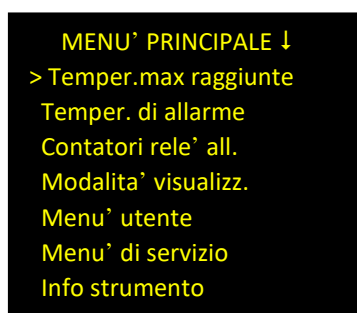 MENU’ PRINCIPALE ↓
> Temper.max raggiunte
Temper. di allarme
Contatori rele’ all.
Modalita’ visualizz.
Menu’ utente
Menu’ di servizio
Info strumento